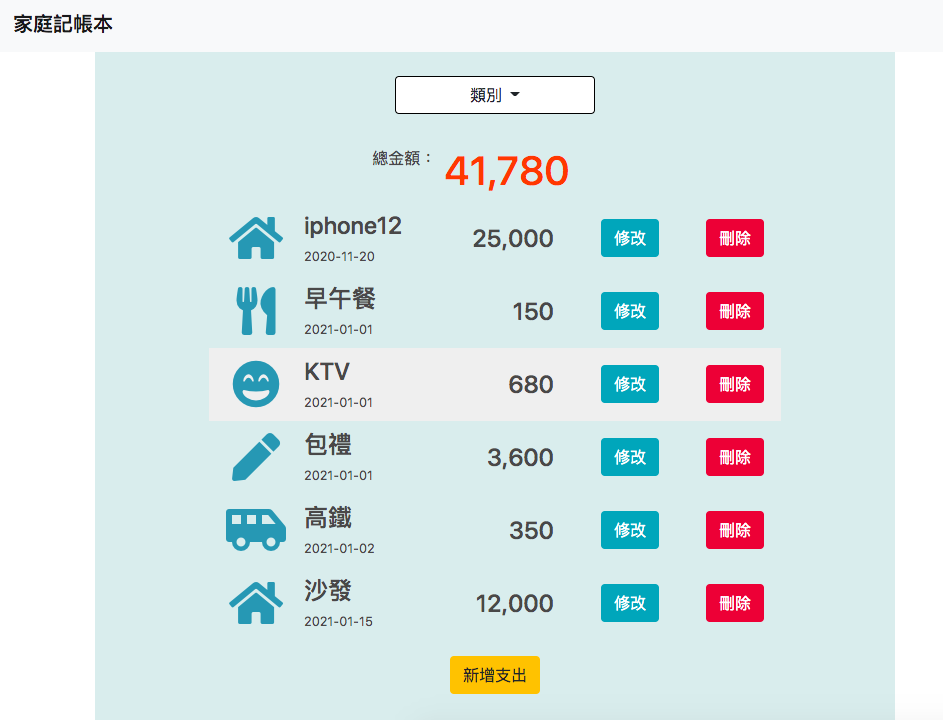 家庭記帳本
類別
總金額： 41,780
iphone12 25,000 修改 刪除
2020-11-20
早午餐 150 修改 刪除
2021-01-01
KTV 680 修改 刪除
2021-01-01
包禮 3,600 修改 刪除
2021-01-01
高鐵 350 修改 刪除
2021-01-02
沙發 12,000 修改 刪除
2021-01-15
新增支出